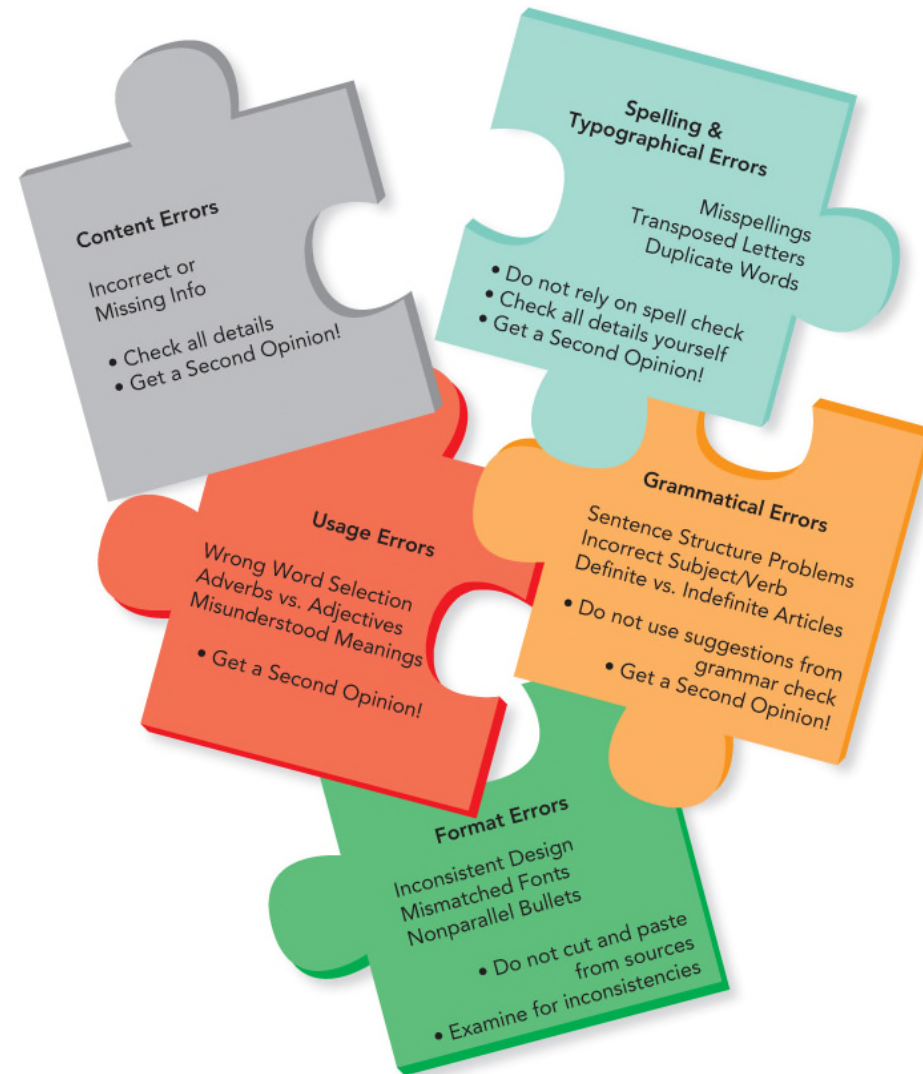 Content Errors
Incorrect or
Missing Info
• Check all details
• Get a Second Opinion!
Spelling &
Typographical Errors
Misspellings
Transposed Letters
Duplicate Words
• Do not rely on spell check
• Check all details yourself
• Get a Second Opinion!
Usage Errors
Wrong Word Selection
Adverbs vs. Adjectives
Misunderstood Meanings
• Get a Second Opinion!
Grammatical Errors
Sentence Structure Problems
Incorrect Subject/Verb
Definite vs. Indefinite Articles
• Do not use suggestions from
grammar check
• Get a Second Opinion!
Format Errors
Inconsistent Design
Mismatched Fonts
Nonparallel Bullets
• Do not cut and paste
from sources
• Examine for inconsistencies